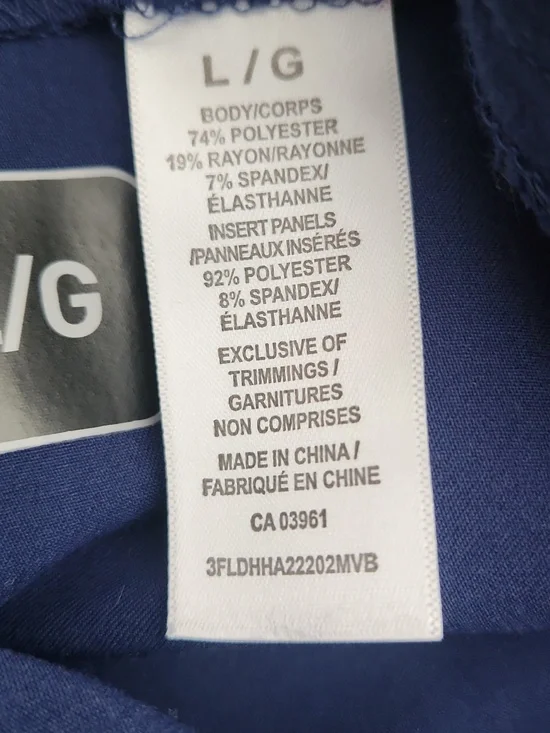 L / G
BODY/CORPS
74% POLYESTER
19% RAYON/RAYONNE
7% SPANDEX/
ÉLASTHANNE
INSERT PANELS
/PANNEAUX INSÉRÉS
92% POLYESTER
8% SPANDEX/
ÉLASTHANNE
EXCLUSIVE OF
TRIMMINGS /
GARNITURES
NON COMPRISES
MADE IN CHINA /
FABRIQUÉ EN CHINE
CA 03961
3FLDHHA22202MVB
/G